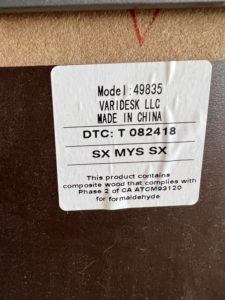 Model:49835
VARIDESK LLC
MADE IN CHINA
DTC: T 082418
SX MYS SX
This product contains
composite wood that complies with
Phase 2 of CA ATCM93120
for formaldehyde